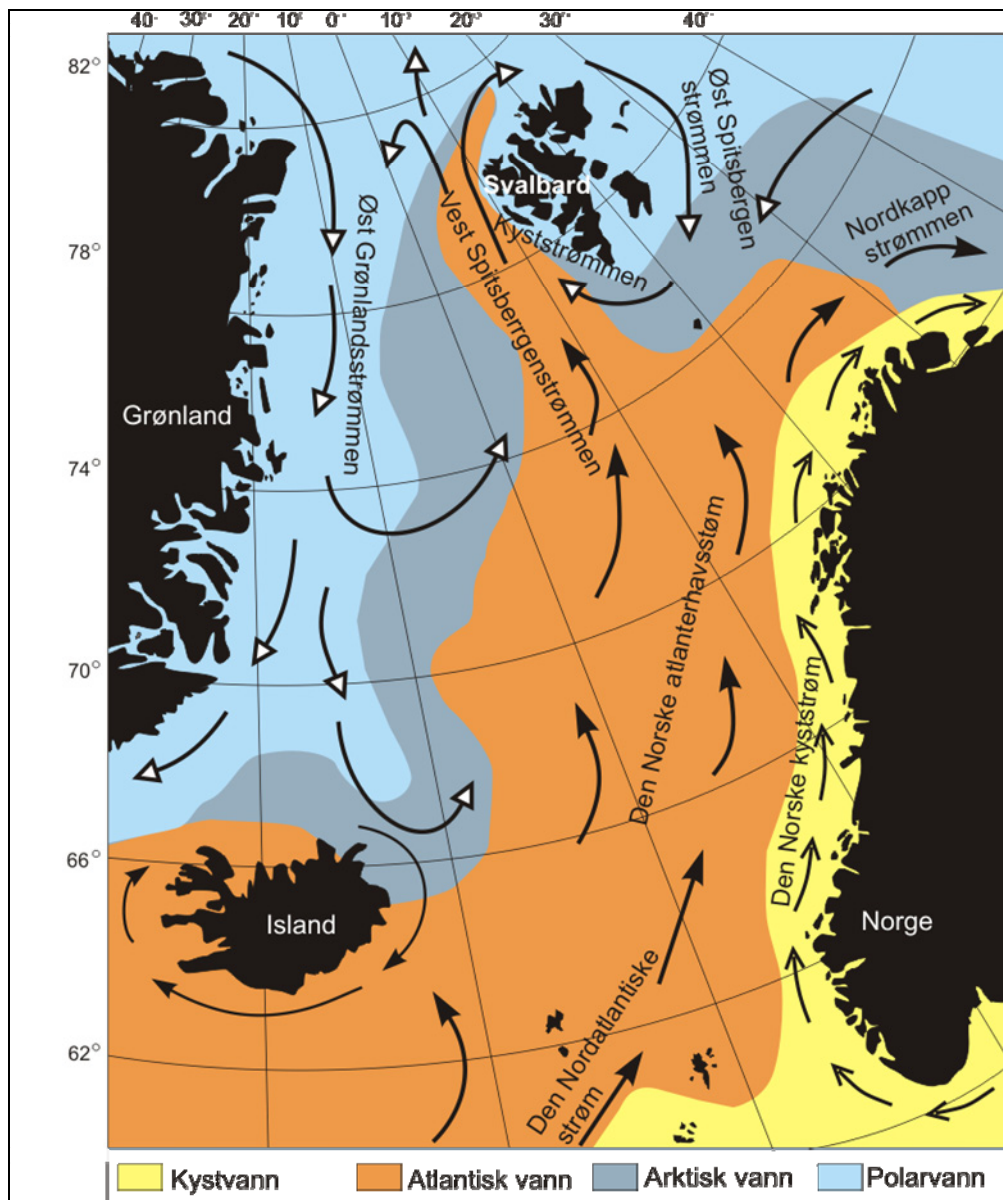 40° 30° 20° 10° 0° 10° 20° 30° 40°
82°
78°
74°
70°
66°
62°
Øst Spitsbergen
strømmen
Svalbard
Kyststrømmen
Nordkapp
strømmen
Vest Spitsberrgenstrømmen
Øst Grønlandsstrømmen
Grønland
Den Norske atlanterhavsstøm
Den Norske kyststrøm
Island
Norge
Den Nordatlantiske
strøm
Kystvann
Atlantisk vann
Arktisk vann
Polarvann